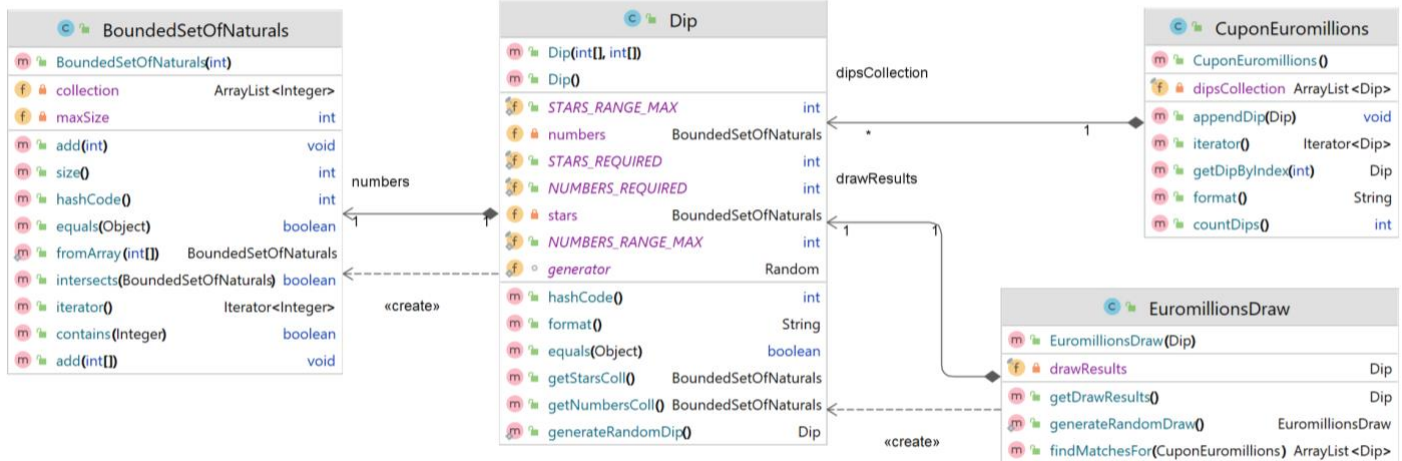 BoundedSetOfNaturals
BoundedSetOfNaturals(int)
collection ArrayList<Integer>
maxSize int
add(int) void
size() int
hashCode() int
equals(Object) boolean
fromArray(int[]) BoundedSetOfNaturals
intersects(BoundedSetOfNaturals) boolean
iterator() Iterator<Integer>
contains(Integer) boolean
add(int[]) void
numbers
1 1
«create»
Dip
Dip(int[], int[])
Dip()
STARS_RANGE_MAX int
numbers BoundedSetOfNaturals
STARS_REQUIRED int
NUMBERS_REQUIRED int
stars BoundedSetOfNaturals
NUMBERS_RANGE_MAX int
generator Random
hashCode() int
format() String
equals(Object) boolean
getStarsColl() BoundedSetOfNaturals
getNumbersColl() BoundedSetOfNaturals
generateRandomDip() Dip
dipsCollection
* 1
drawResults
1 1
«create»
CuponEuromillions
CuponEuromillions()
dipsCollection ArrayList<Dip>
appendDip(Dip) void
iterator() Iterator<Dip>
getDipByIndex(int) Dip
format() String
countDips() int
EuromillionsDraw
EuromillionsDraw(Dip)
drawResults Dip
getDrawResults() Dip
generateRandomDraw() EuromillionsDraw
findMatchesFor(CuponEuromillions) ArrayList<Dip>